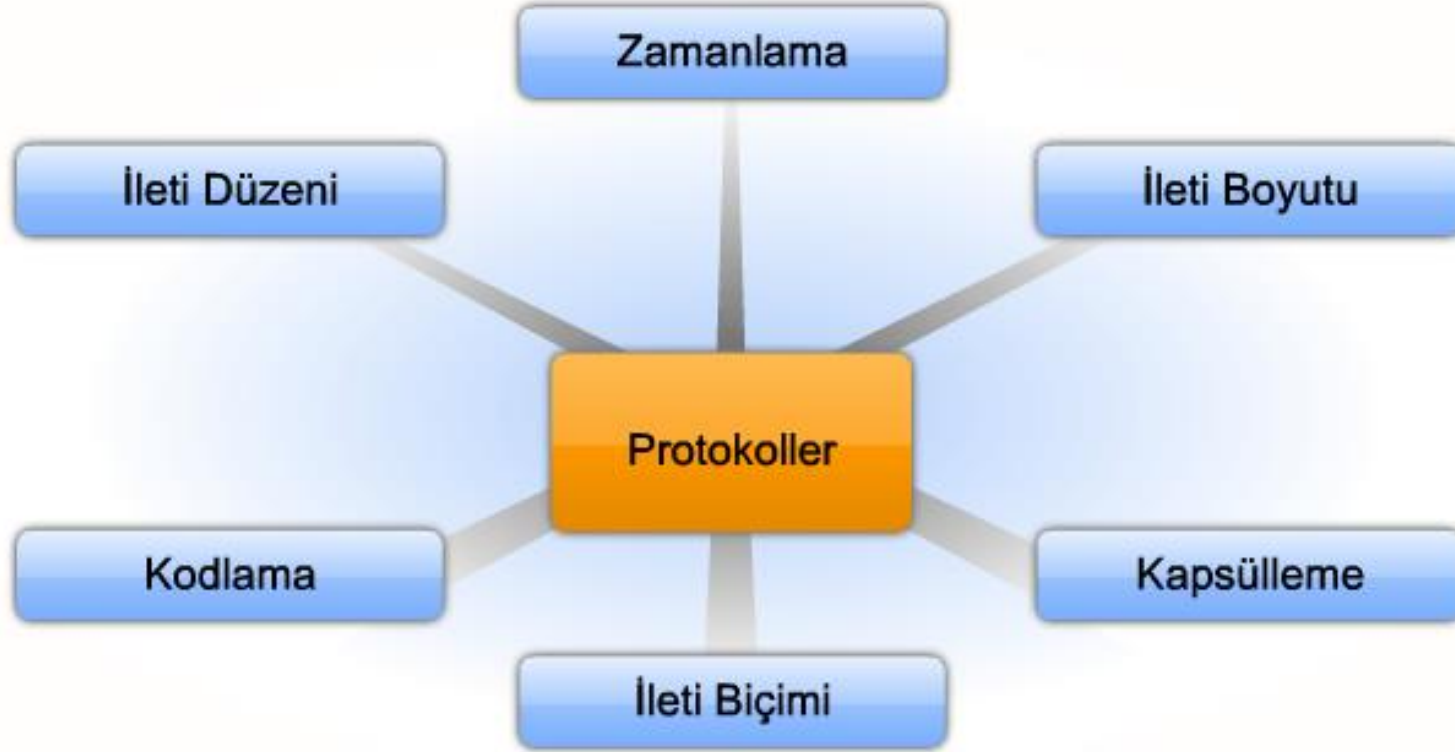 Zamanlama
İleti Düzeni
İleti Boyutu
Protokoller
Kodlama
Kapsülleme
İleti Biçimi